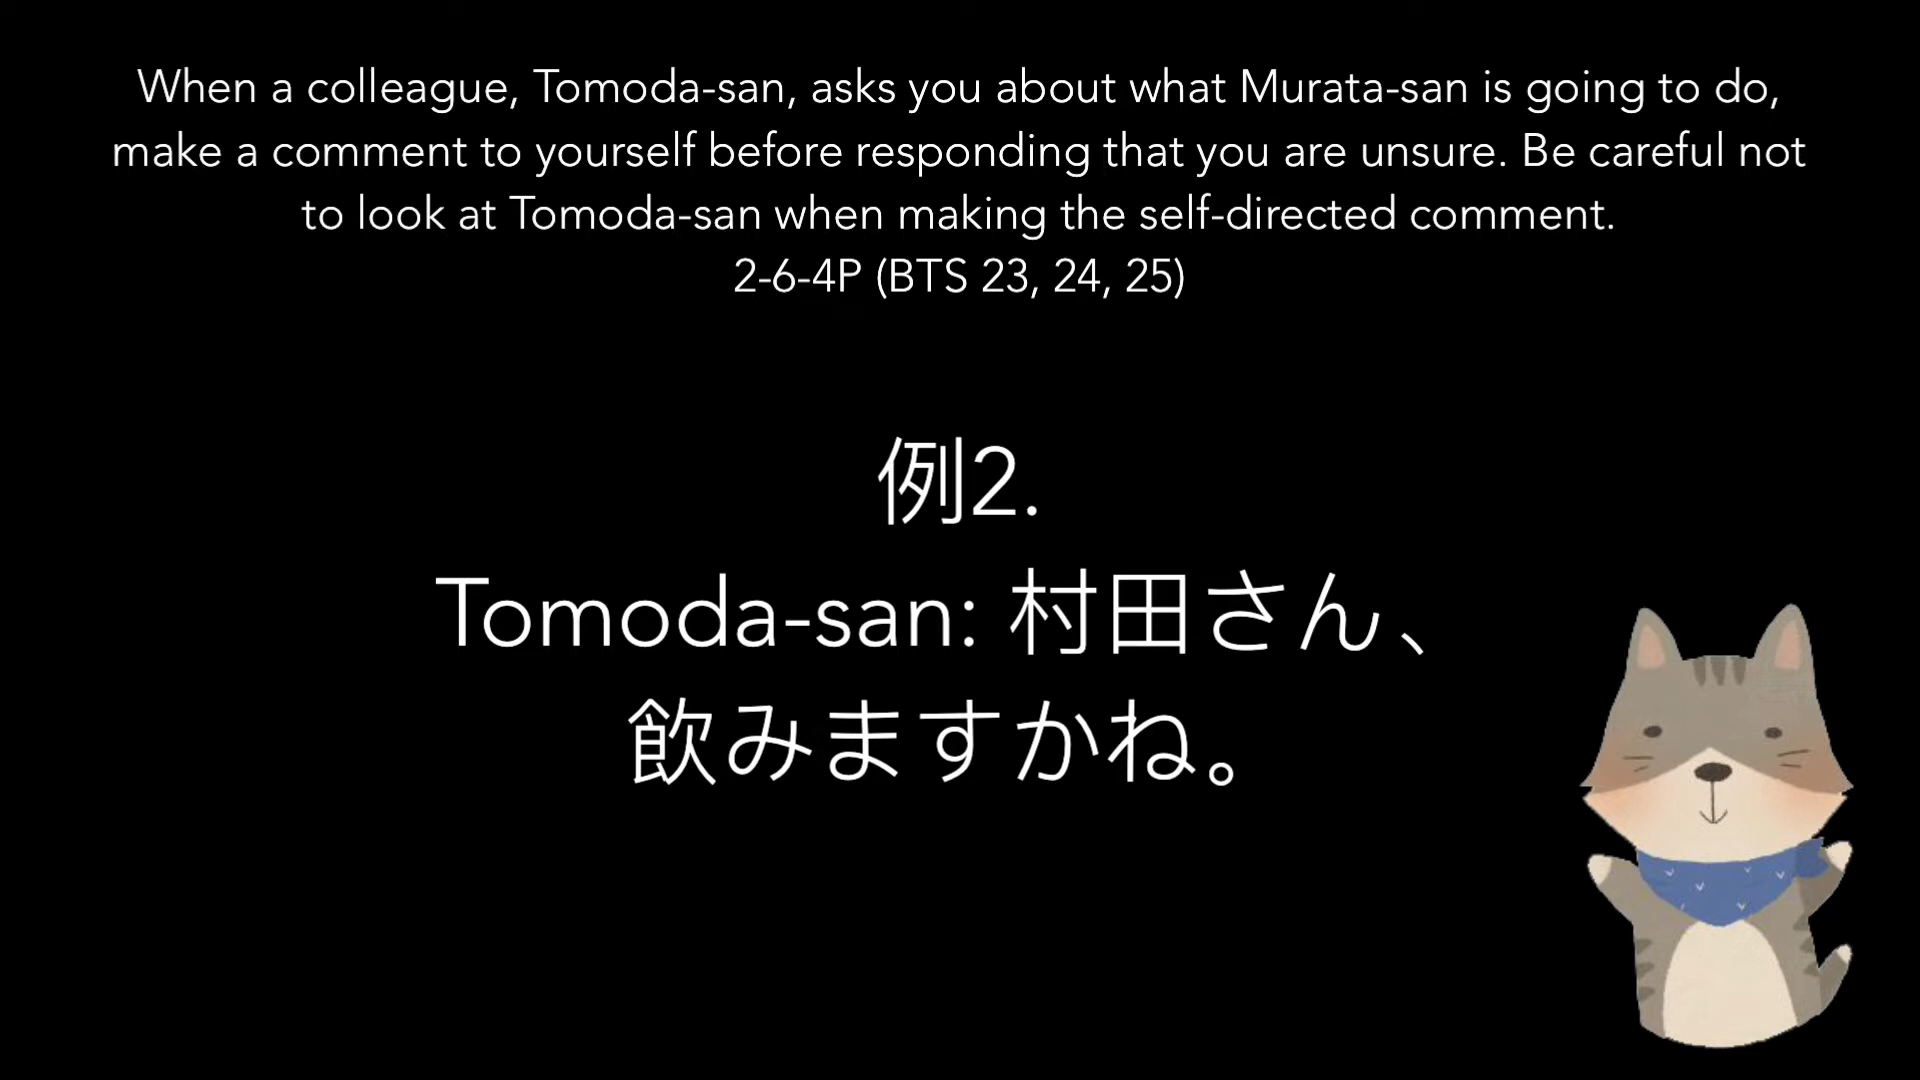 When a colleague, Tomoda-san, asks you about what Murata-san is going to do,
make a comment to yourself before responding that you are unsure. Be careful not
to look at Tomoda-san when making the self-directed comment.
2-6-4P (BTS 23, 24, 25)
例2.
Tomoda-san: 村田さん、
飲みますかね。